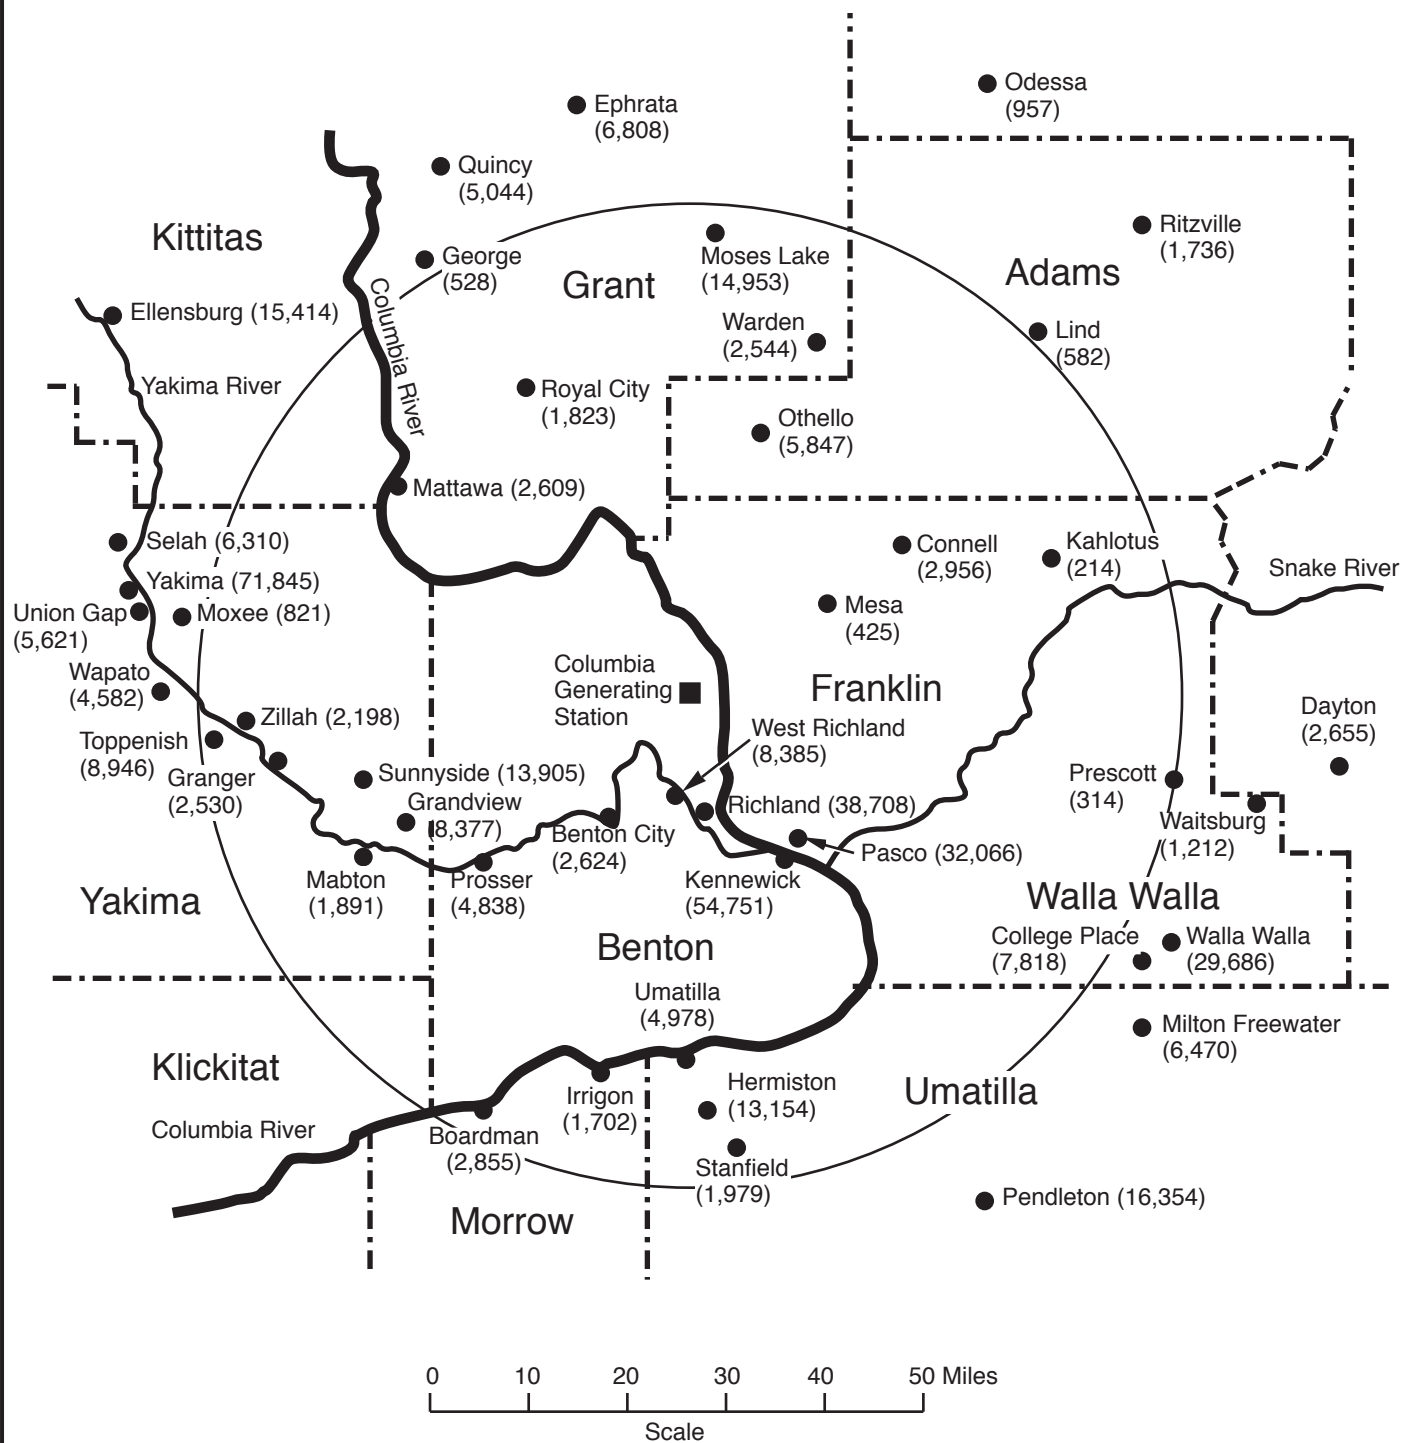 Odessa
(957)
Ephrata
(6,808)
Quincy
(5,044)
Kittitas
Ritzville
(1,736)
George
(528)
Moses Lake
(14,953)
Grant
Adams
Columbia River
Ellensburg (15,414)
Warden
(2,544)
Lind
(582)
Yakima River
Royal City
(1,823)
Othello
(5,847)
Mattawa (2,609)
Selah (6,310)
Connell
(2,956)
Kahlotus
(214)
Snake River
Yakima (71,845)
Union Gap
(5,621)
Moxee (821)
Mesa
(425)
Wapato
(4,582)
Columbia
Generating
Station
Franklin
Zillah (2,198)
West Richland
(8,385)
Dayton
(2,655)
Toppenish
(8,946)
Granger
(2,530)
Sunnyside (13,905)
Prescott
(314)
Grandview
(8,377)
Richland (38,708)
Benton City
(2,624)
Waitsburg
(1,212)
Pasco (32,066)
Mabton
(1,891)
Prosser
(4,838)
Kennewick
(54,751)
Yakima
Walla Walla
Benton
College Place
(7,818)
Walla Walla
(29,686)
Umatilla
(4,978)
Milton Freewater
(6,470)
Klickitat
Irrigon
(1,702)
Hermiston
(13,154)
Umatilla
Columbia River
Boardman
(2,855)
Stanfield
(1,979)
Pendleton (16,354)
Morrow
0 10 20 30 40 50 Miles
Scale